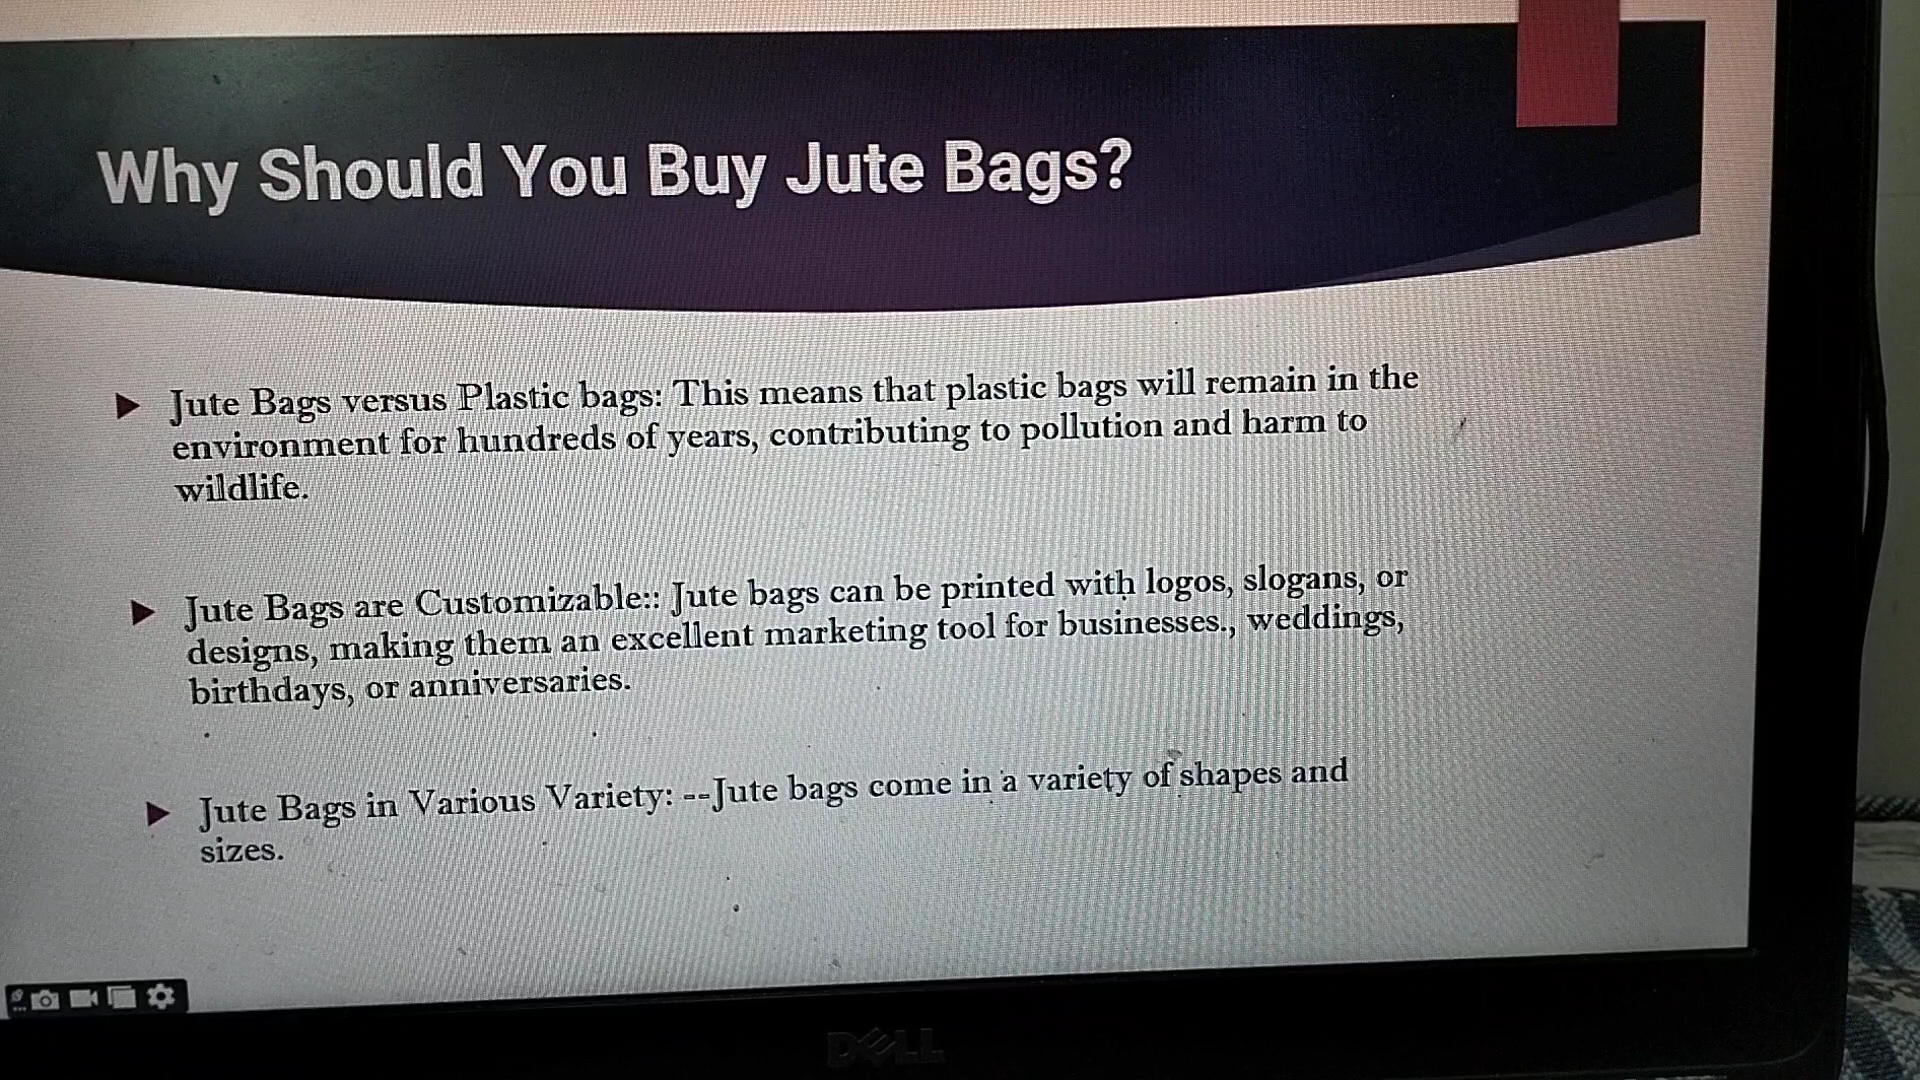 Why Should You Buy Jute Bags?
Jute Bags versus Plastic bags: This means that plastic bags will remain in the
environment for hundreds of years, contributing to pollution and harm to
wildlife.
Jute Bags are Customizable:: Jute bags can be printed with logos, slogans, or
designs, making them an excellent marketing tool for businesses., weddings,
birthdays, or anniversaries.
Jute Bags in Various Variety: --Jute bags come in a variety of shapes and
sizes.
DELL